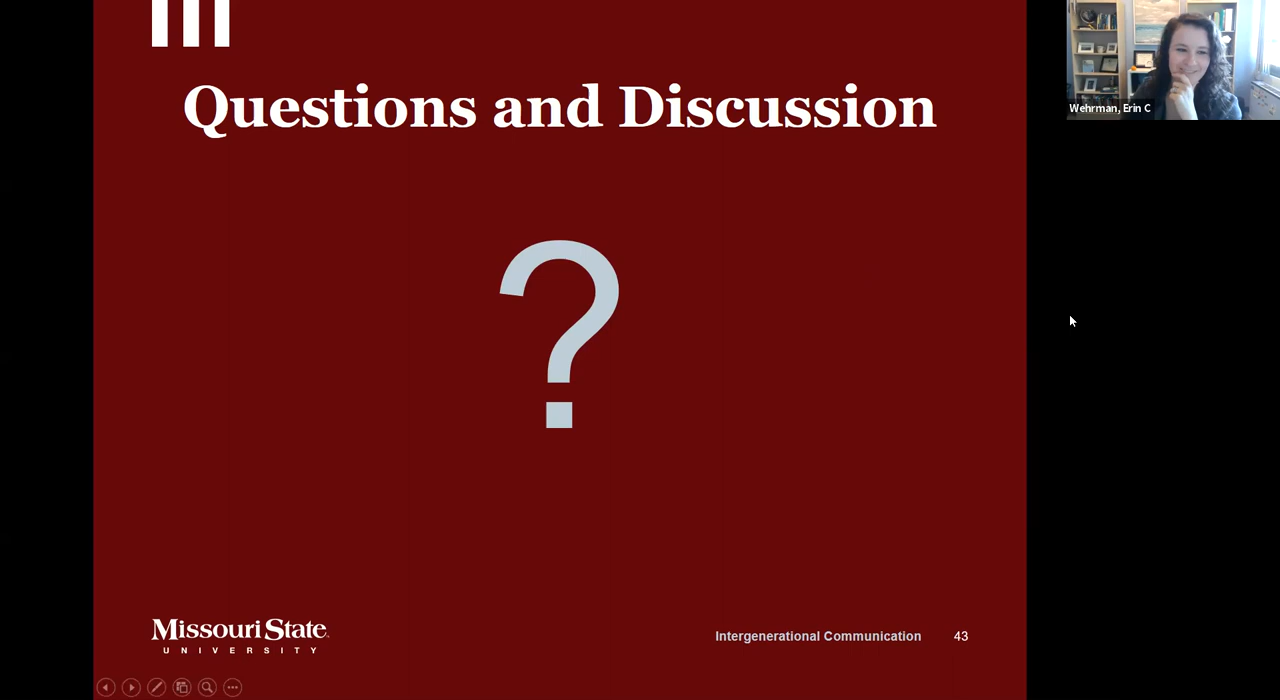 Questions and Discussion
Wehrman, Erin C
?
Missouri State
UNIVERSITY
Intergenerational Communication 43